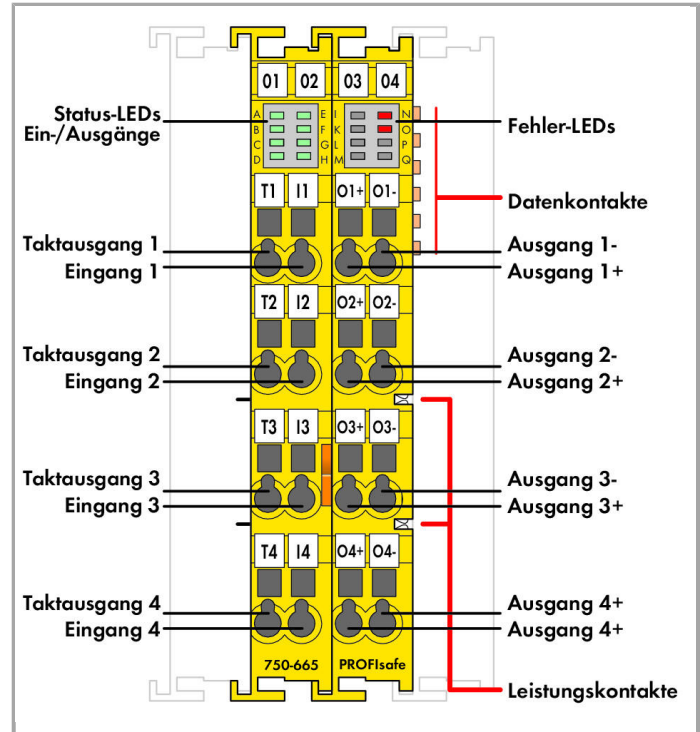 01 02 03 04
Status-LEDs
Ein-/Ausgänge
A E I N
B F K O
C G L P
D H M Q
Fehler-LEDs
Datenkontakte
T1 I1 O1+ O1-
Taktausgang 1
Eingang 1
Ausgang 1-
Ausgang 1+
T2 I2 O2+ O2-
Taktausgang 2
Eingang 2
Ausgang 2-
Ausgang 2+
T3 I3 O3+ O3-
Taktausgang 3
Eingang 3
Ausgang 3-
Ausgang 3+
T4 I4 O4+ O4-
Taktausgang 4
Eingang 4
Ausgang 4+
Ausgang 4+
750-665 PROFIsafe
Leistungskontakte